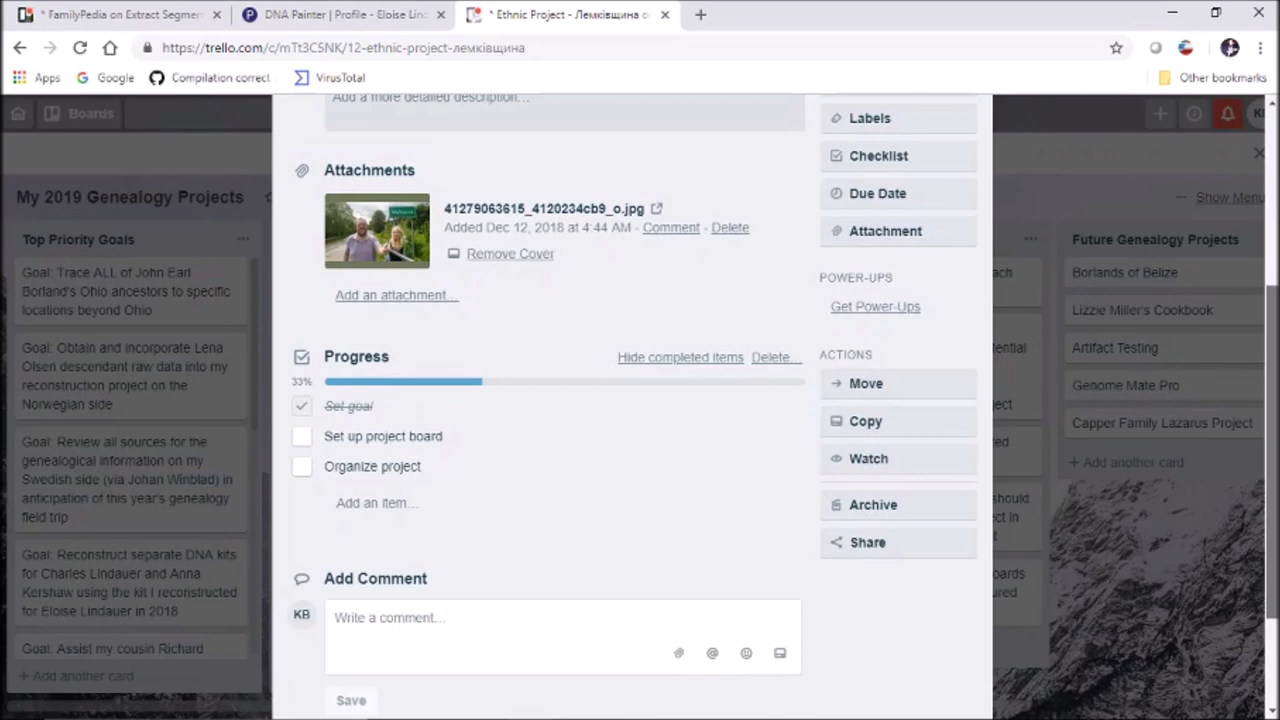 * FamilyPedia on Extract Segmen
DNA Painter | Profile - Eloise Lin
* Ethnic Project - Лемківщина o
https://trello.com/c/mTt3C5NK/12-ethnic-project-лемківщина
Apps
Google
Compilation correct
VirusTotal
Other bookmarks
Boards
My 2019 Genealogy Projects
Show Menu
Top Priority Goals
Goal: Trace ALL of John Earl
Borland's Ohio ancestors to specific
locations beyond Ohio
Goal: Obtain and incorporate Lena
Olsen descendant raw data into my
reconstruction project on the
Norwegian side
Goal: Review all sources for the
genealogical information on my
Swedish side (via Johan Winblad) in
anticipation of this year's genealogy
field trip
Goal: Reconstruct separate DNA kits
for Charles Lindauer and Anna
Kershaw using the kit I reconstructed
for Eloise Lindauer in 2018
Goal: Assist my cousin Richard
+ Add another card
Add a more detailed description...
Attachments
41279063615_4120234cb9_o.jpg
Added Dec 12, 2018 at 4:44 AM - Comment - Delete
Remove Cover
Add an attachment...
Progress
Hide completed items
Delete...
33%
Set goal
Set up project board
Organize project
Add an item...
Add Comment
KB
Write a comment...
Save
Labels
Checklist
Due Date
Attachment
POWER-UPS
Get Power-Ups
ACTIONS
Move
Copy
Watch
Archive
Share
Future Genealogy Projects
Borlands of Belize
Lizzie Miller's Cookbook
Artifact Testing
Genome Mate Pro
Capper Family Lazarus Project
+ Add another card